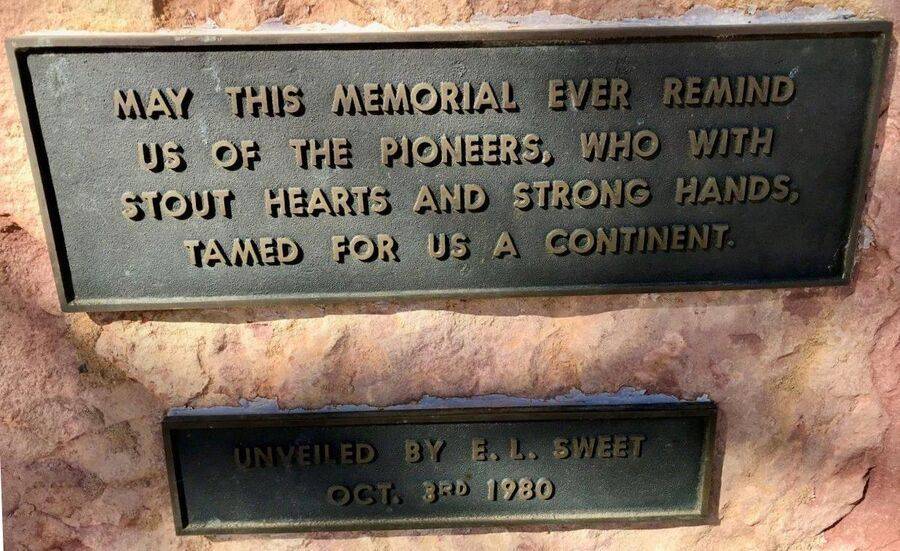 MAY THIS MEMORIAL EVER REMIND
US OF THE PIONEERS, WHO WITH
STOUT HEARTS AND STRONG HANDS,
TAMED FOR US A CONTINENT.
UNVEILED BY E. L. SWEET
OCT. 3RD 1980